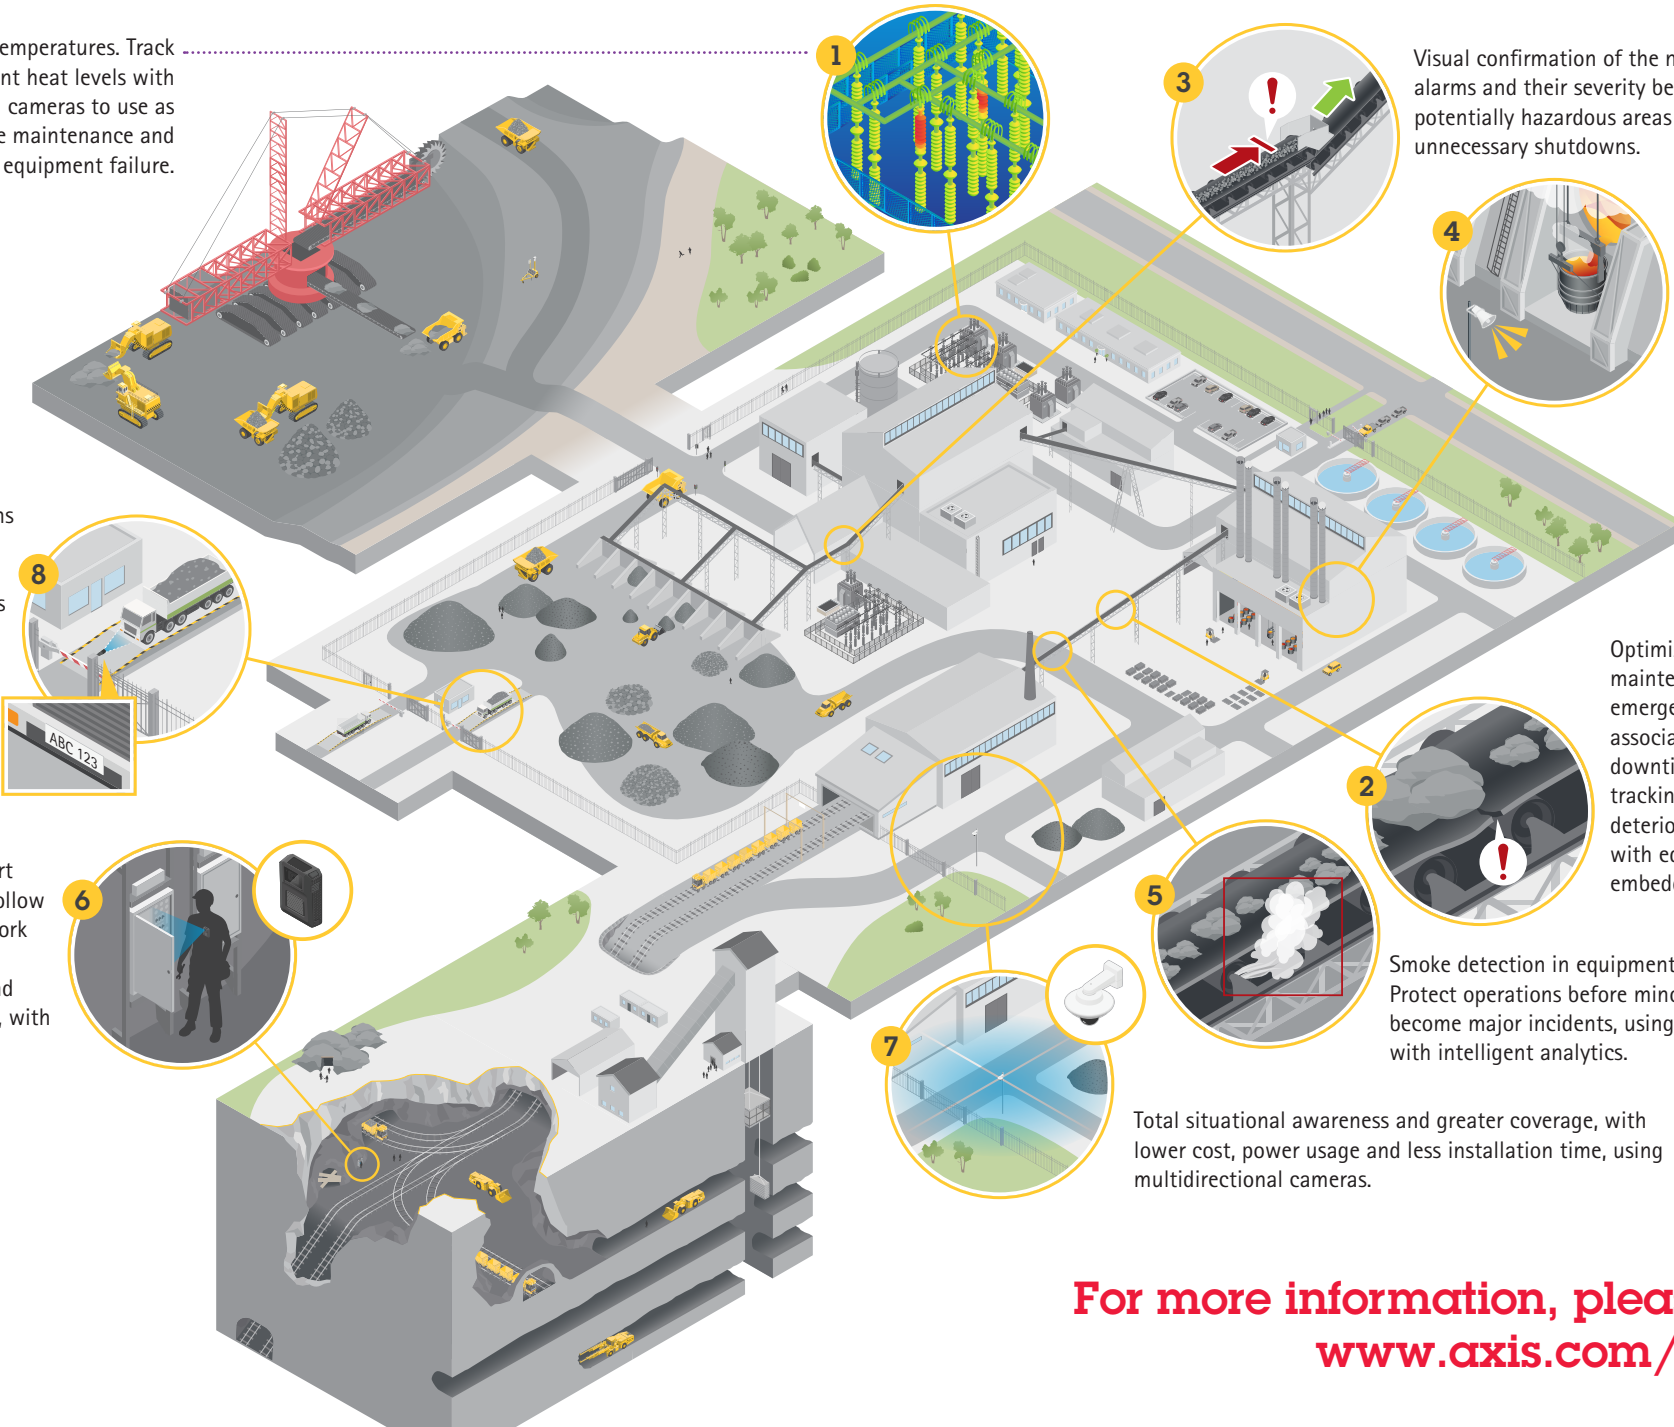 emperatures. Track
nt heat levels with
cameras to use as
e maintenance and
equipment failure.
1
3
Visual confirmation of the n
alarms and their severity be
potentially hazardous areas
unnecessary shutdowns.
4
ns
8
s
ABC 123
Optimi
mainte
emerge
associa
downti
trackin
deterio
with ed
embed
2
rt
ollow
ork
nd
, with
6
5
Smoke detection in equipment
Protect operations before mino
become major incidents, using
with intelligent analytics.
7
Total situational awareness and greater coverage, with
lower cost, power usage and less installation time, using
multidirectional cameras.
For more information, plea
www.axis.com/